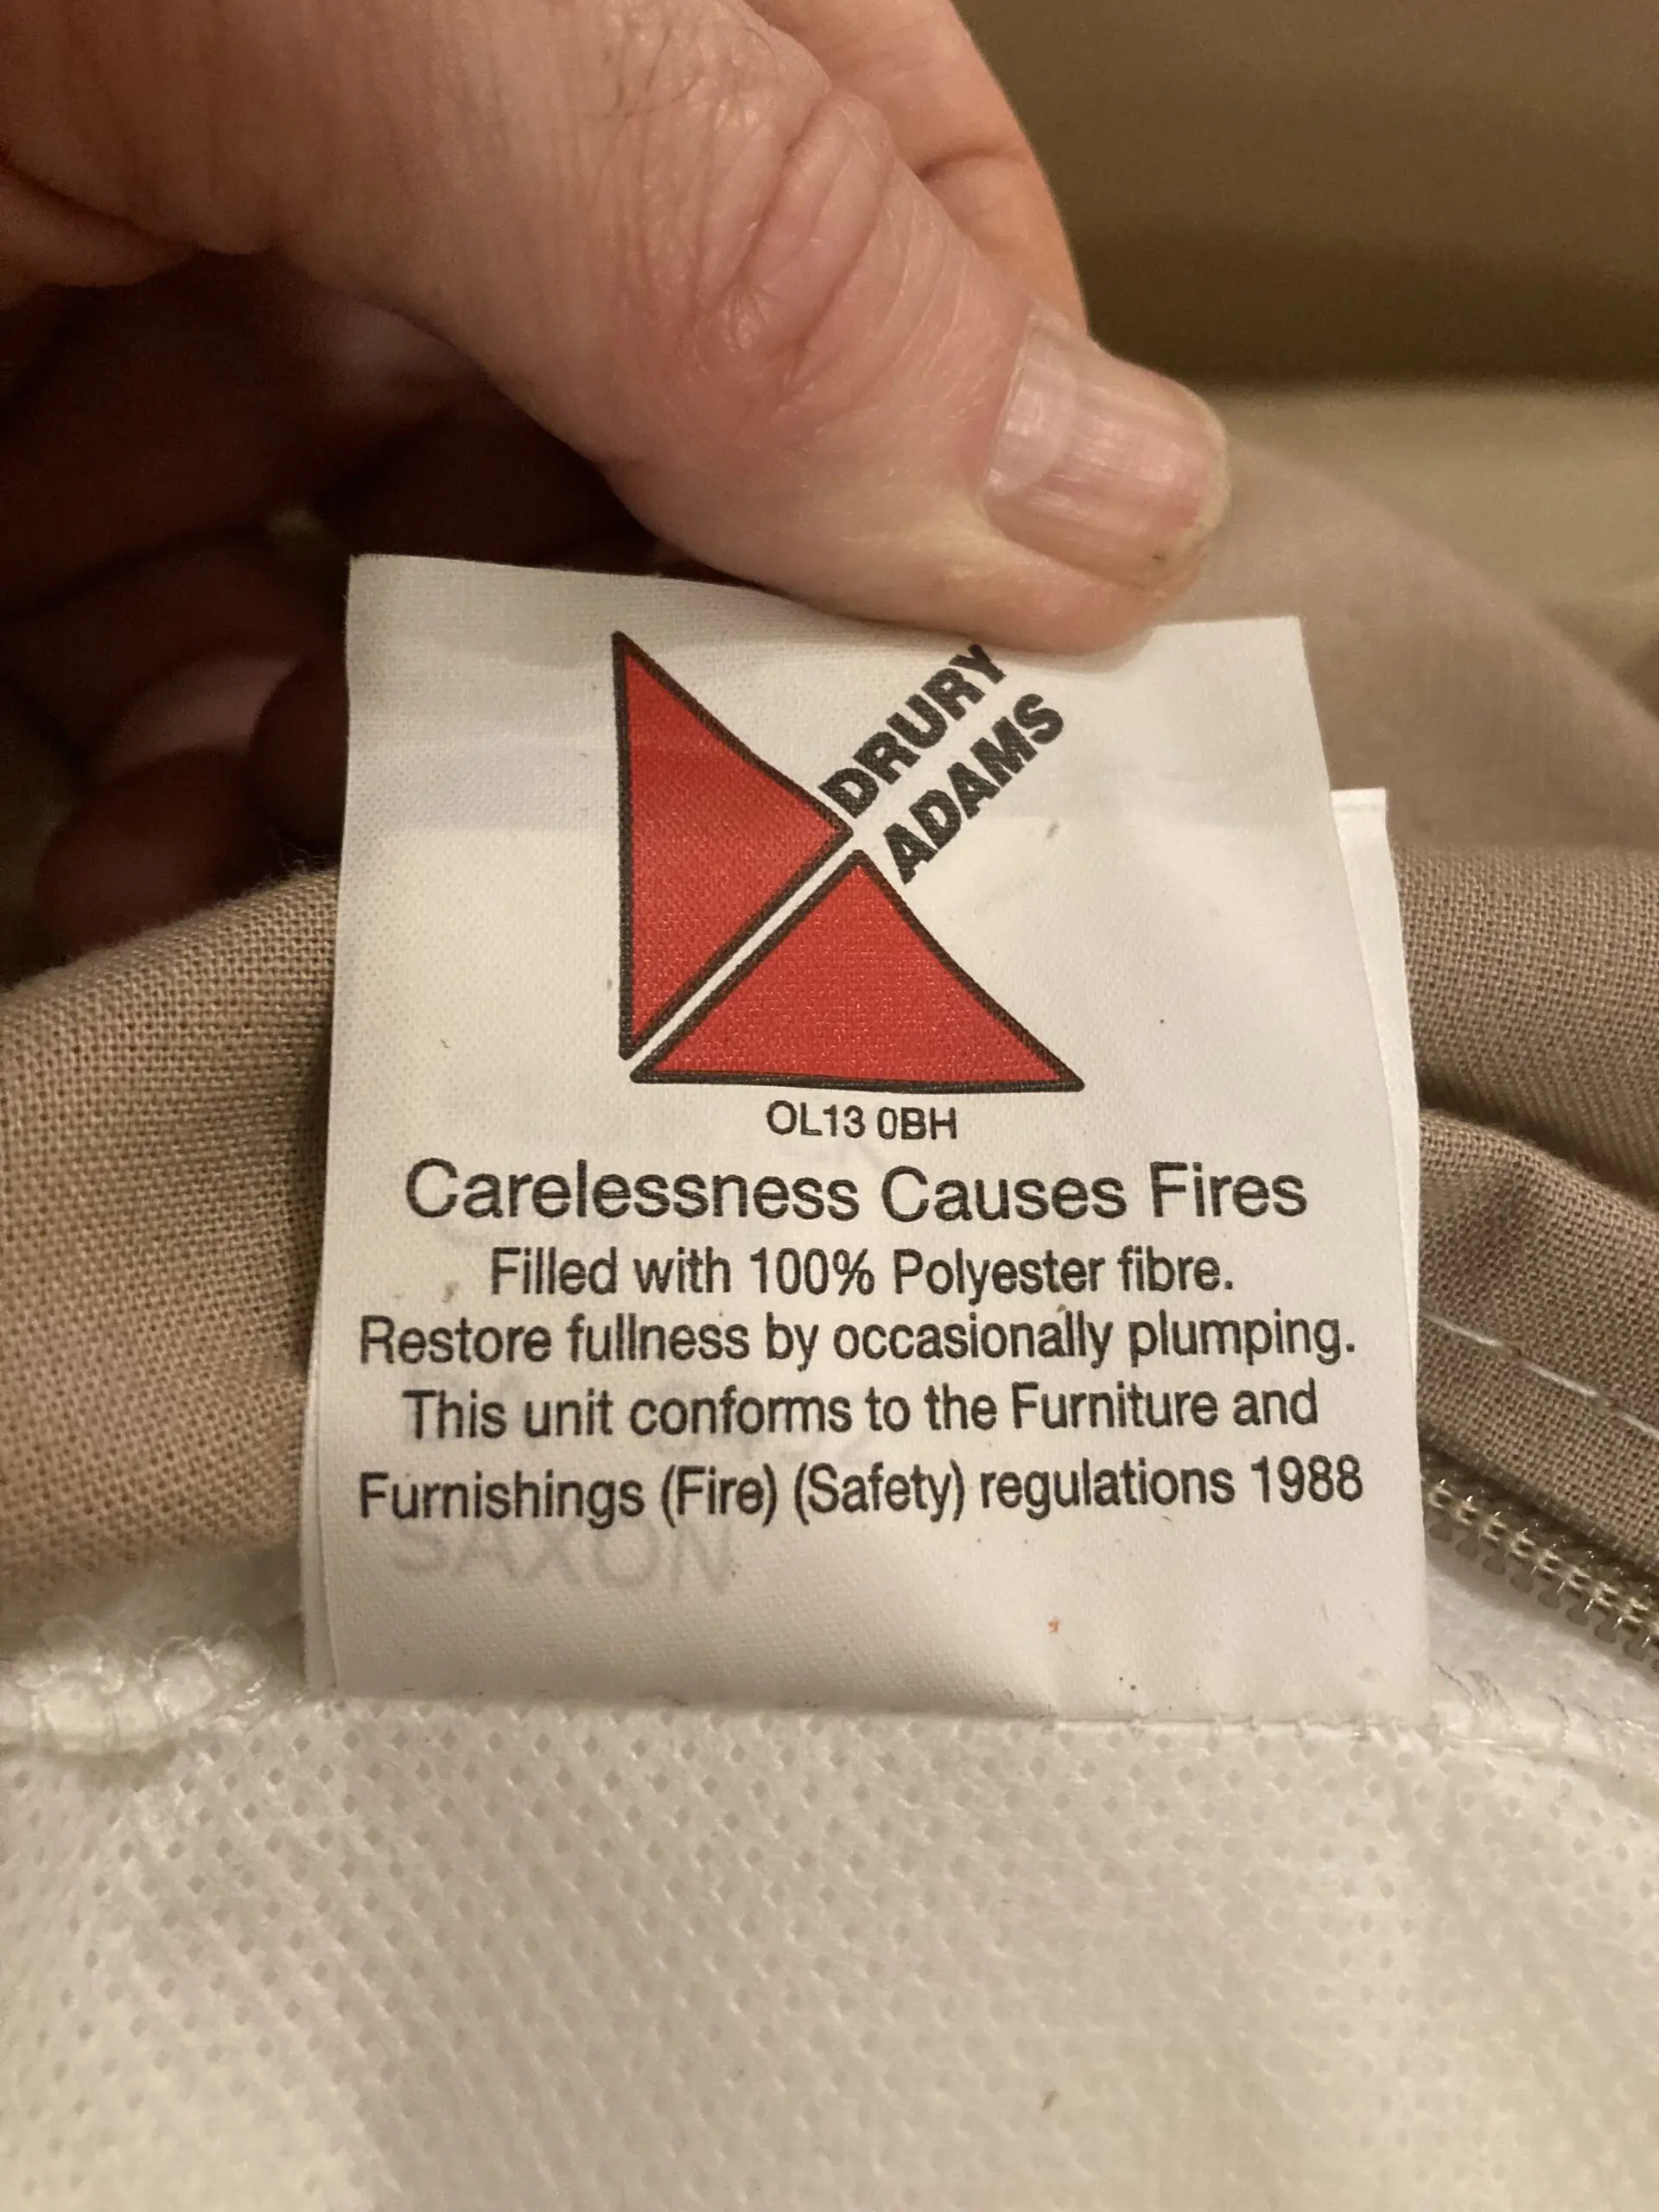 DRURY
ADAMS
OL13 0BH
Carelessness Causes Fires
Filled with 100% Polyester fibre.
Restore fullness by occasionally plumping.
This unit conforms to the Furniture and
Furnishings (Fire) (Safety) regulations 1988
SAXON